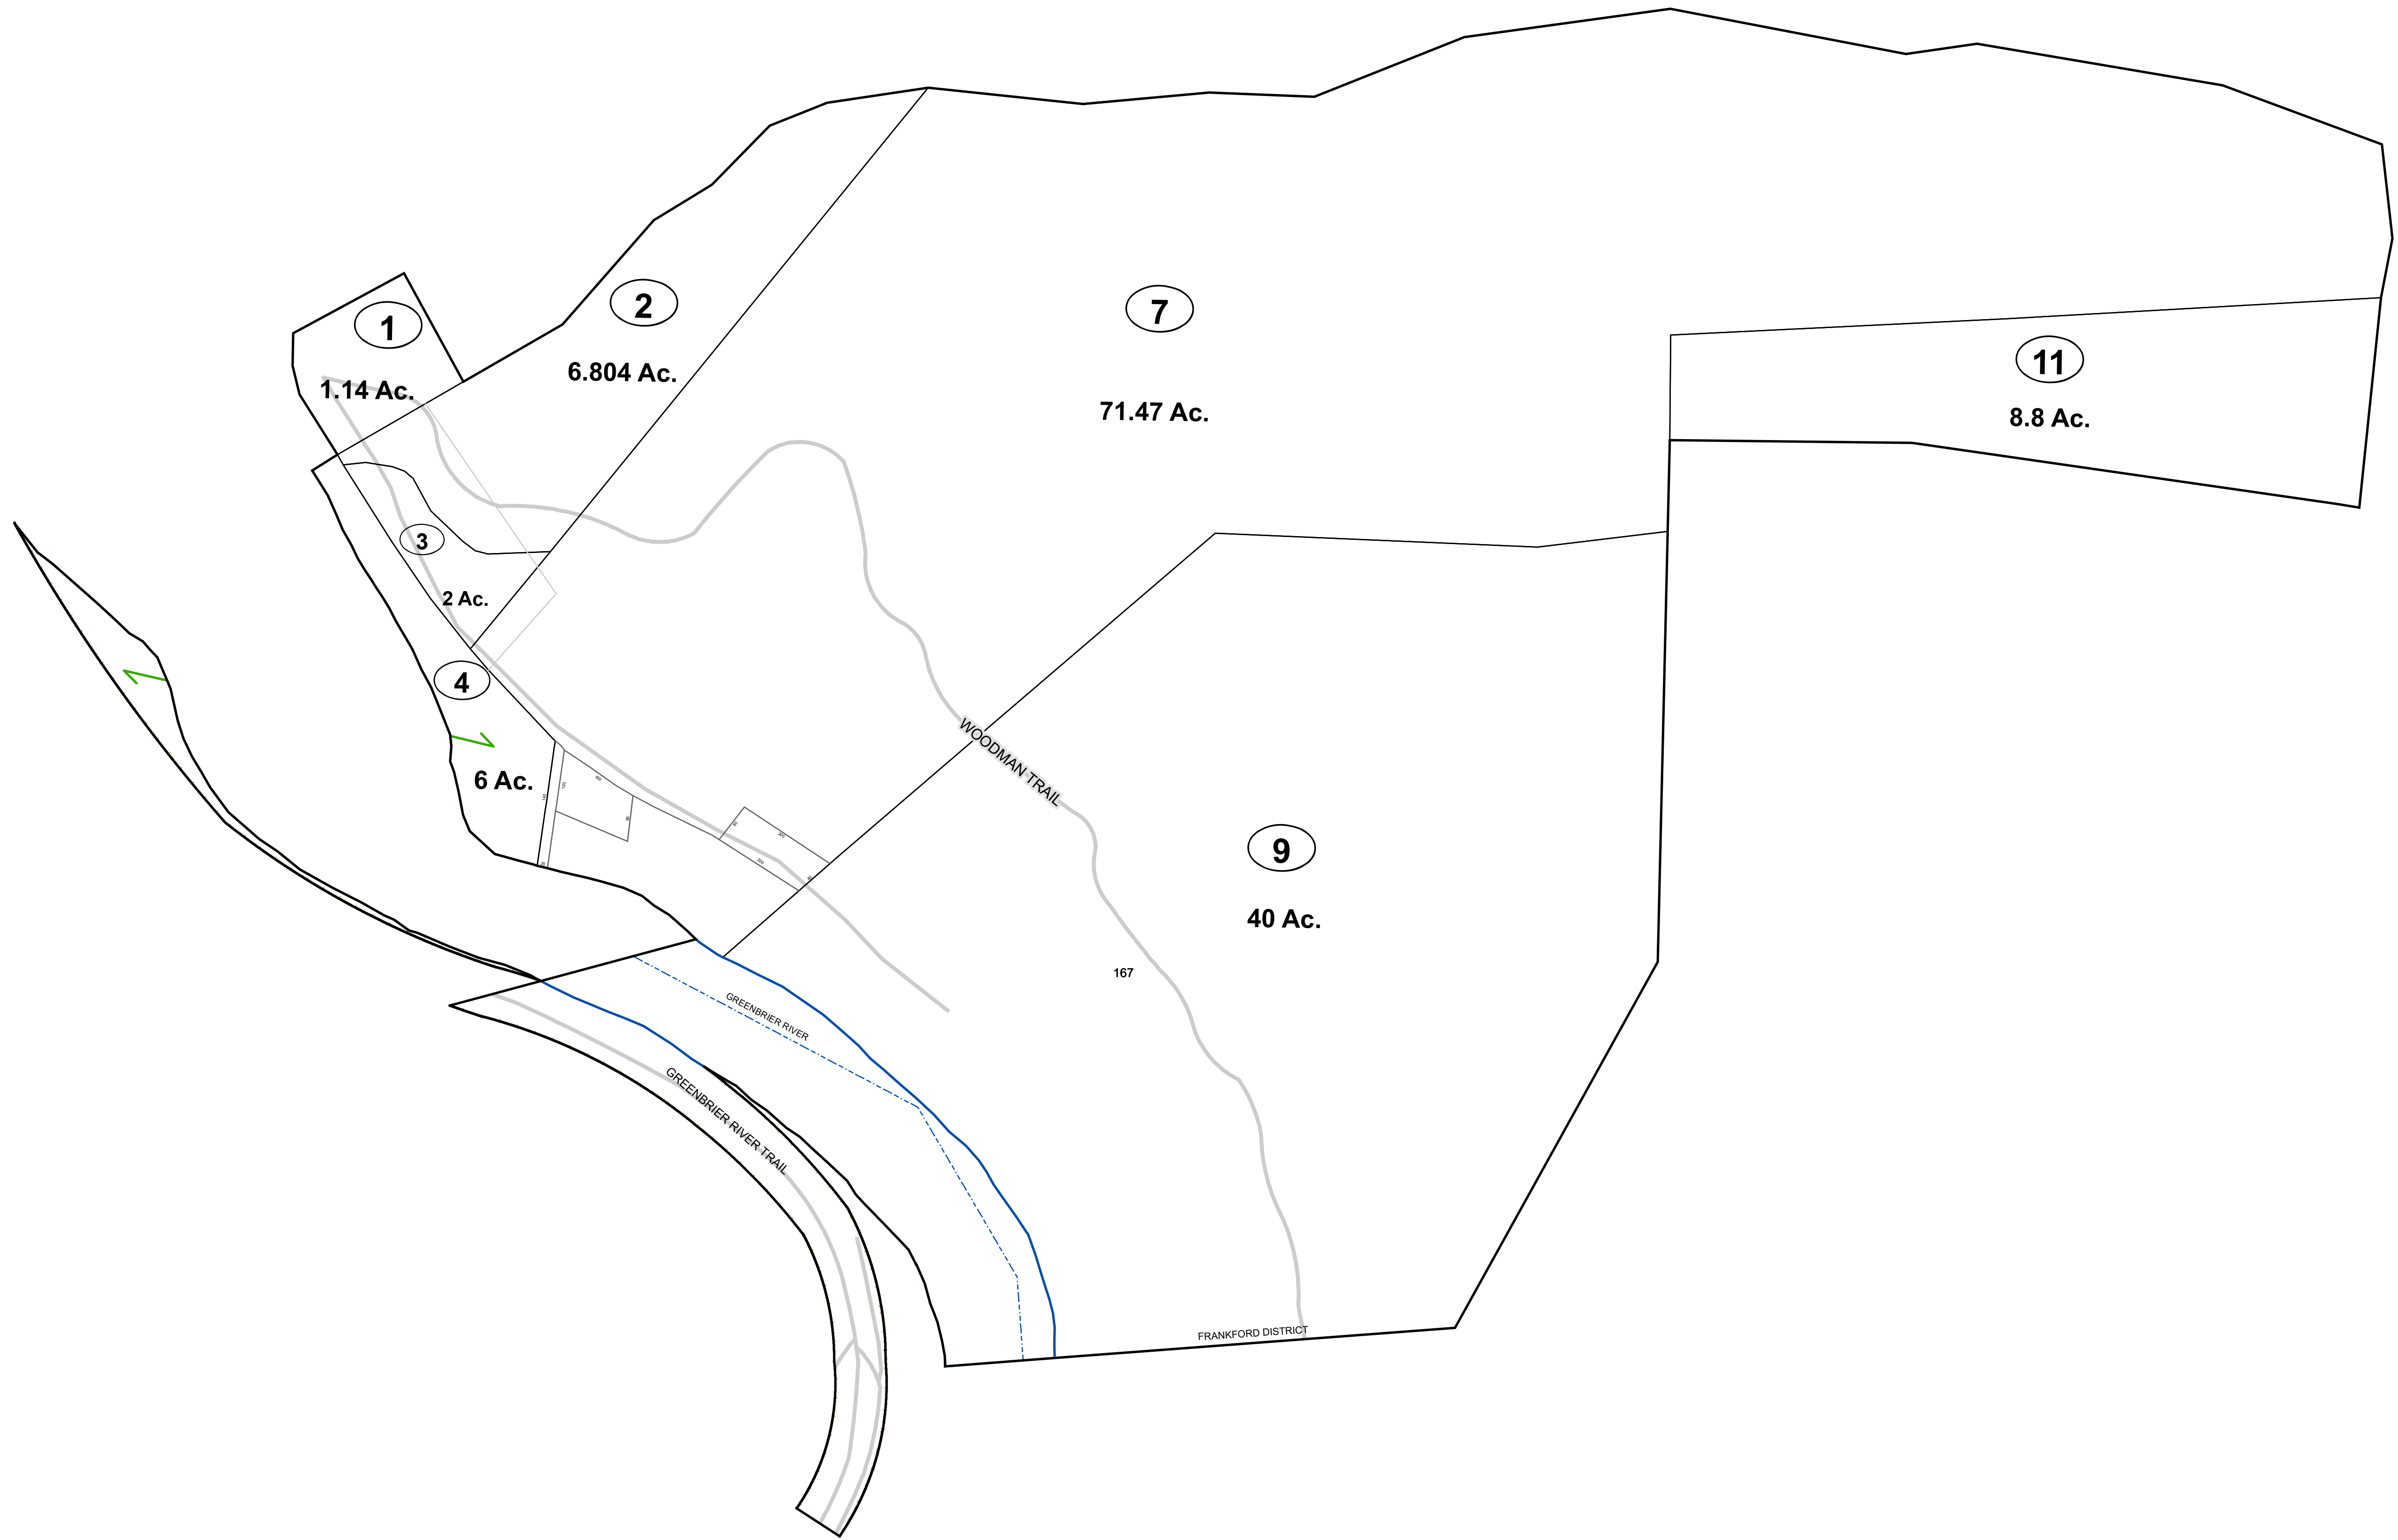 1
1.14 Ac.
2
6.804 Ac.
7
71.47 Ac.
11
8.8 Ac.
3
2 Ac.
4
6 Ac.
WOODMAN TRAIL
9
40 Ac.
167
GREENBRIER RIVER
GREENBRIER RIVER TRAIL
FRANKFORD DISTRICT